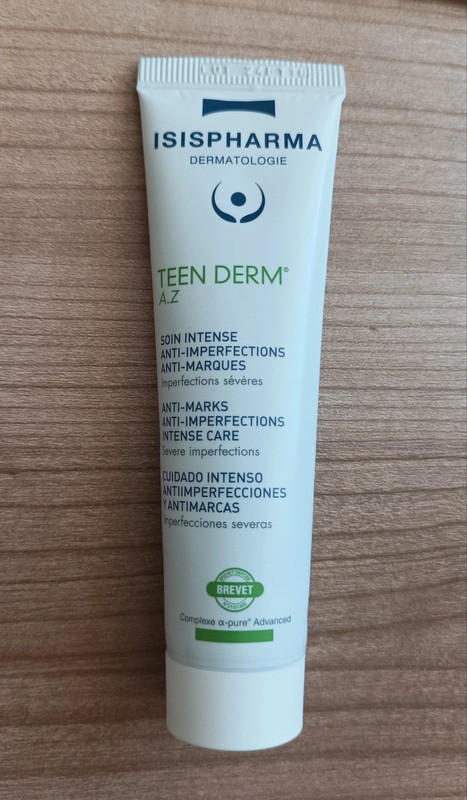 ISISPHARMA
DERMATOLOGIE
TEEN DERM®
A.Z
SOIN INTENSE
ANTI-IMPERFECTIONS
ANTI-MARQUES
Imperfections sévères
ANTI-MARKS
ANTI-IMPERFECTIONS
INTENSE CARE
Severe imperfections
CUIDADO INTENSO
ANTIIMPERFECCIONES
Y ANTIMARCAS
Imperfecciones severas
BREVET
Complexe α-pure® Advanced